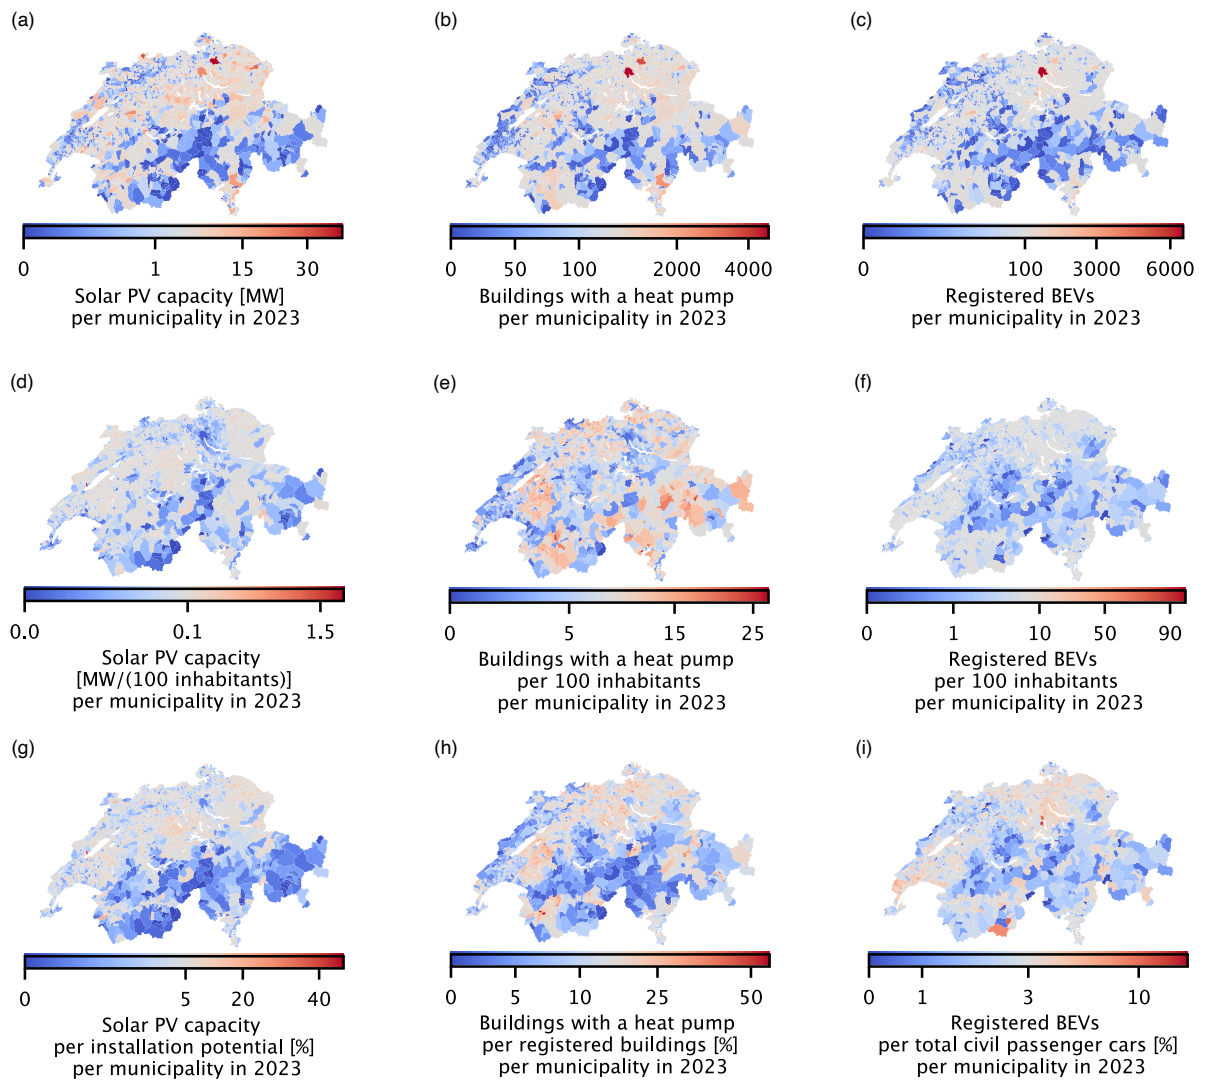 (a)
(b)
(c)
0 1 15 30
0 50 100 2000 4000
0 100 3000 6000
Solar PV capacity [MW]
per municipality in 2023
Buildings with a heat pump
per municipality in 2023
Registered BEVs
per municipality in 2023
(d)
(e)
(f)
0.0 0.1 1.5
0 5 15 25
0 1 10 50 90
Solar PV capacity
[MW/(100 inhabitants)]
per municipality in 2023
Buildings with a heat pump
per 100 inhabitants
per municipality in 2023
Registered BEVs
per 100 inhabitants
per municipality in 2023
(g)
(h)
(i)
0 5 20 40
0 5 10 25 50
0 1 3 10
Solar PV capacity
per installation potential [%]
per municipality in 2023
Buildings with a heat pump
per registered buildings [%]
per municipality in 2023
Registered BEVs
per total civil passenger cars [%]
per municipality in 2023